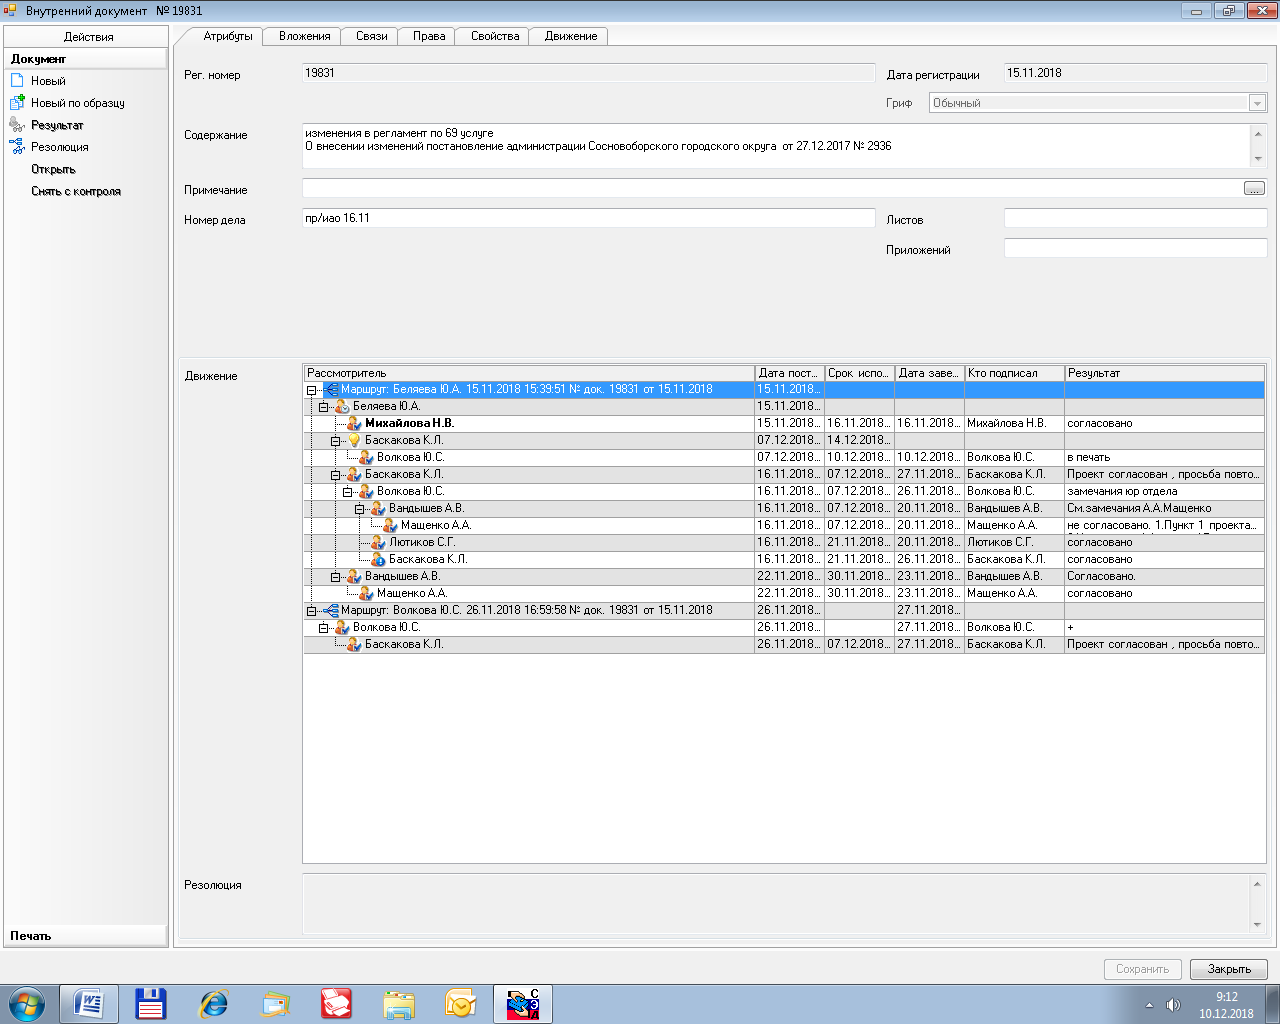 Внутренний документ № 19831
Действия
Документ
Новый
Новый по образцу
Результат
Резолюция
Открыть
Снять с контроля
Печать
Атрибуты Вложения Связи Права Свойства Движение
Рег. номер 19831 Дата регистрации 15.11.2018
Гриф Обычный
Содержание изменения в регламент по 69 услуге
О внесении изменений постановление администрации Сосновоборского городского округа от 27.12.2017 № 2936
Примечание ...
Номер дела пр/иао 16.11 Листов
Приложений
Движение
Рассмотритель Дата пост... Срок испо... Дата заве... Кто подписал Результат
Маршрут: Беляева Ю.А. 15.11.2018 15:39:51 № док. 19831 от 15.11.2018 15.11.2018...
Беляева Ю.А. 15.11.2018...
Михайлова Н.В. 15.11.2018... 16.11.2018... 16.11.2018... Михайлова Н.В. согласовано
Баскакова К.Л. 07.12.2018... 14.12.2018...
Волкова Ю.С. 07.12.2018... 10.12.2018... 10.12.2018... Волкова Ю.С. в печать
Баскакова К.Л. 16.11.2018... 07.12.2018... 27.11.2018... Баскакова К.Л. Проект согласован , просьба повто...
Волкова Ю.С. 16.11.2018... 07.12.2018... 26.11.2018... Волкова Ю.С. замечания юр отдела
Вандышев А.В. 16.11.2018... 07.12.2018... 20.11.2018... Вандышев А.В. См.замечания А.А.Мащенко
Мащенко А.А. 16.11.2018... 07.12.2018... 20.11.2018... Мащенко А.А. не согласовано. 1.Пункт 1 проекта...
Лютиков С.Г. 16.11.2018... 21.11.2018... 20.11.2018... Лютиков С.Г. согласовано
Баскакова К.Л. 16.11.2018... 21.11.2018... 26.11.2018... Баскакова К.Л. согласовано
Вандышев А.В. 22.11.2018... 30.11.2018... 23.11.2018... Вандышев А.В. Согласовано.
Мащенко А.А. 22.11.2018... 30.11.2018... 23.11.2018... Мащенко А.А. согласовано
Маршрут: Волкова Ю.С. 26.11.2018 16:59:58 № док. 19831 от 15.11.2018 26.11.2018... 27.11.2018...
Волкова Ю.С. 26.11.2018... 27.11.2018... Волкова Ю.С. +
Баскакова К.Л. 26.11.2018... 07.12.2018... 27.11.2018... Баскакова К.Л. Проект согласован , просьба повто...
Резолюция
Сохранить Закрыть
СЭД
9:12
10.12.2018